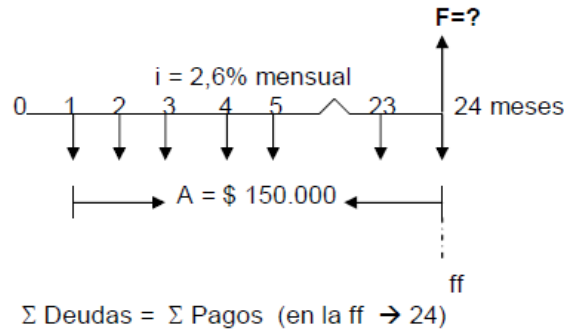 F=?
i = 2,6% mensual
0 1 2 3 4 5 23 24 meses
A = $ 150.000
ff
Σ Deudas = Σ Pagos (en la ff → 24)